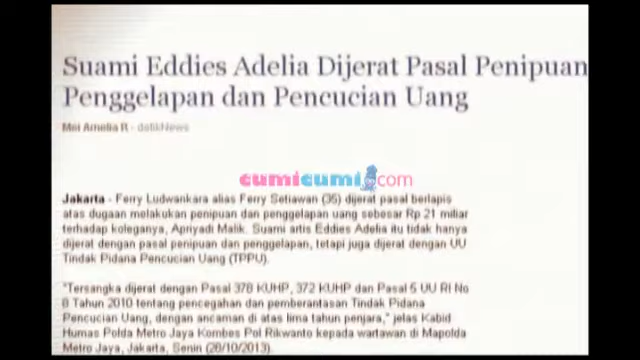 Suami Eddies Adelia Dijerat Pasal Penipuan
Penggelapan dan Pencucian Uang
Mei Amelia R - detikNews
cumicumi.com
Jakarta - Ferry Ludwankara alias Ferry Setiawan (35) dijerat pasal berlapis
atas dugaan melakukan penipuan dan penggelapan uang sebesar Rp 21 miliar
terhadap koleganya, Apriyadi Malik. Suami artis Eddies Adelia itu tidak hanya
dijerat dengan pasal penipuan dan penggelapan, tetapi juga dijerat dengan UU
Tindak Pidana Pencucian Uang (TPPU).
"Tersangka dijerat dengan Pasal 378 KUHP, 372 KUHP dan Pasal 5 UU RI No
8 Tahun 2010 tentang pencegahan dan pemberantasan Tindak Pidana
Pencucian Uang, dengan ancaman di atas lima tahun penjara," jelas Kabid
Humas Polda Metro Jaya Kombes Pol Rikwanto kepada wartawan di Mapolda
Metro Jaya, Jakarta, Senin (28/10/2013).